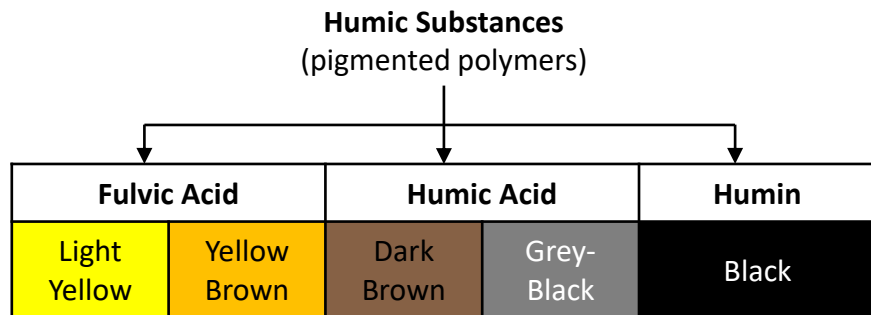 Humic Substances
(pigmented polymers)
Fulvic Acid
Humic Acid
Humin
Light
Yellow
Yellow
Brown
Dark
Brown
Grey-
Black
Black